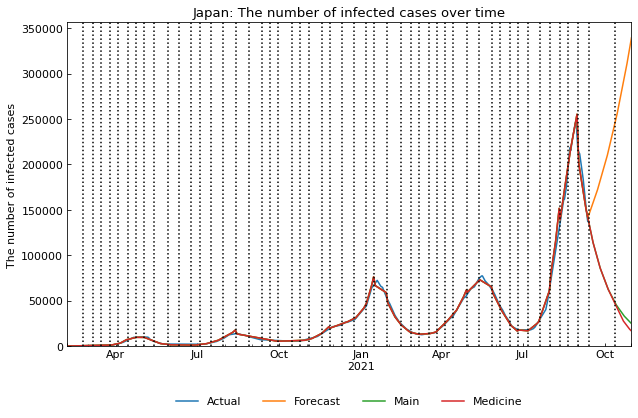 Japan: The number of infected cases over time
The number of infected cases
350000
300000
250000
200000
150000
100000
50000
0
Apr Jul Oct Jan Apr Jul Oct
2021
Actual Forecast Main Medicine